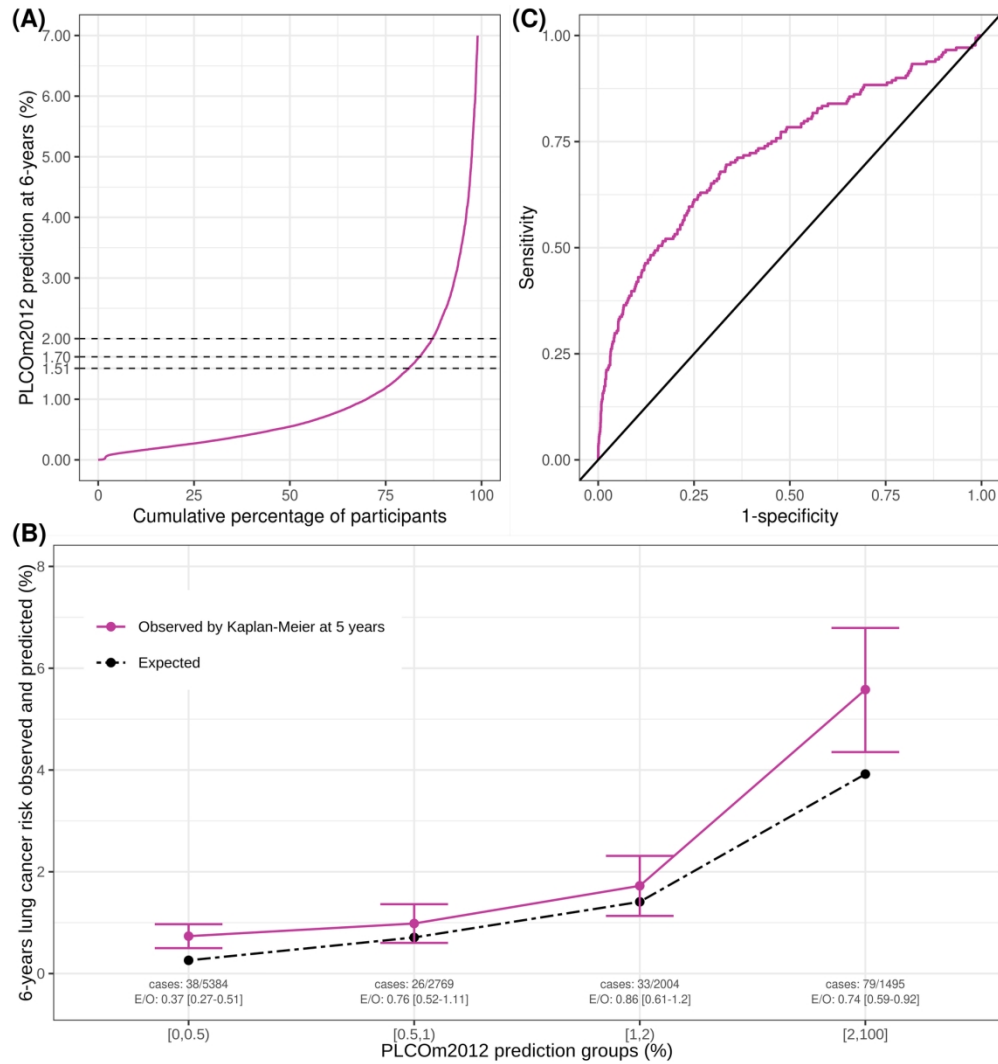 (A)
PLCOm2012 prediction at 6-years (%)
7.00
6.00
5.00
4.00
3.00
2.00
1.70
1.51
1.00
0.00
0
25
50
75
100
Cumulative percentage of participants
(C)
Sensitivity
1.00
0.75
0.50
0.25
0.00
0.00
0.25
0.50
0.75
1.00
1-specificity
(B)
6-years lung cancer risk observed and predicted (%)
8
6
4
2
0
Observed by Kaplan-Meier at 5 years
Expected
cases: 38/5384
E/O: 0.37 [0.27-0.51]
cases: 26/2769
E/O: 0.76 [0.52-1.11]
cases: 33/2004
E/O: 0.86 [0.61-1.2]
cases: 79/1495
E/O: 0.74 [0.59-0.92]
[0,0.5)
[0.5,1)
[1,2)
[2,100]
PLCOm2012 prediction groups (%)